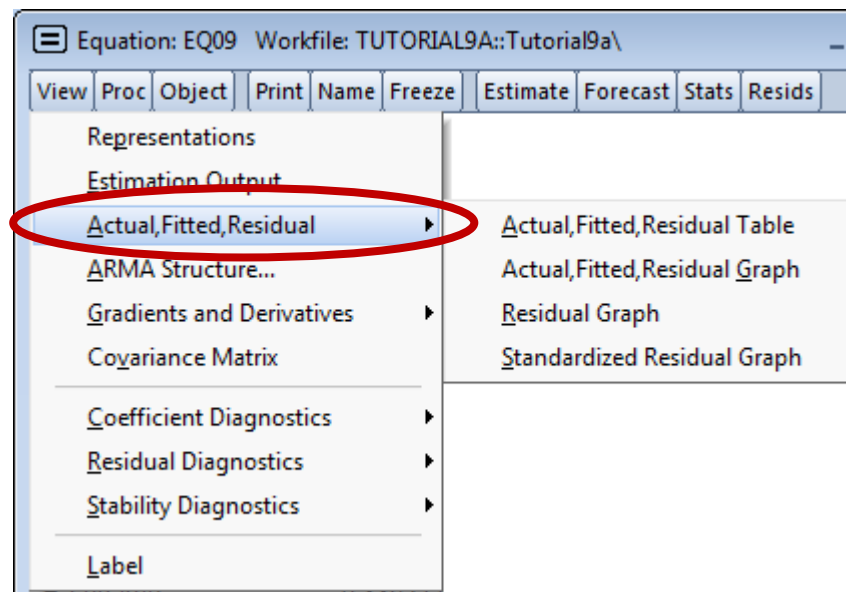 Equation: EQ09 Workfile: TUTORIAL9A::Tutorial9a\
View Proc Object Print Name Freeze Estimate Forecast Stats Resids
Representations
Estimation Output
Actual,Fitted,Residual
ARMA Structure...
Gradients and Derivatives
Covariance Matrix
Coefficient Diagnostics
Residual Diagnostics
Stability Diagnostics
Label
Actual,Fitted,Residual Table
Actual,Fitted,Residual Graph
Residual Graph
Standardized Residual Graph